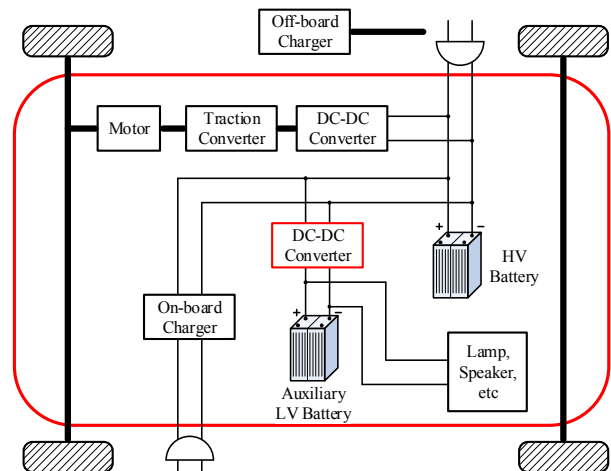 Off-board
Charger
Motor
Traction
Converter
DC-DC
Converter
DC-DC
Converter
+ −
HV
Battery
On-board
Charger
+ −
Auxiliary
LV Battery
Lamp,
Speaker,
etc